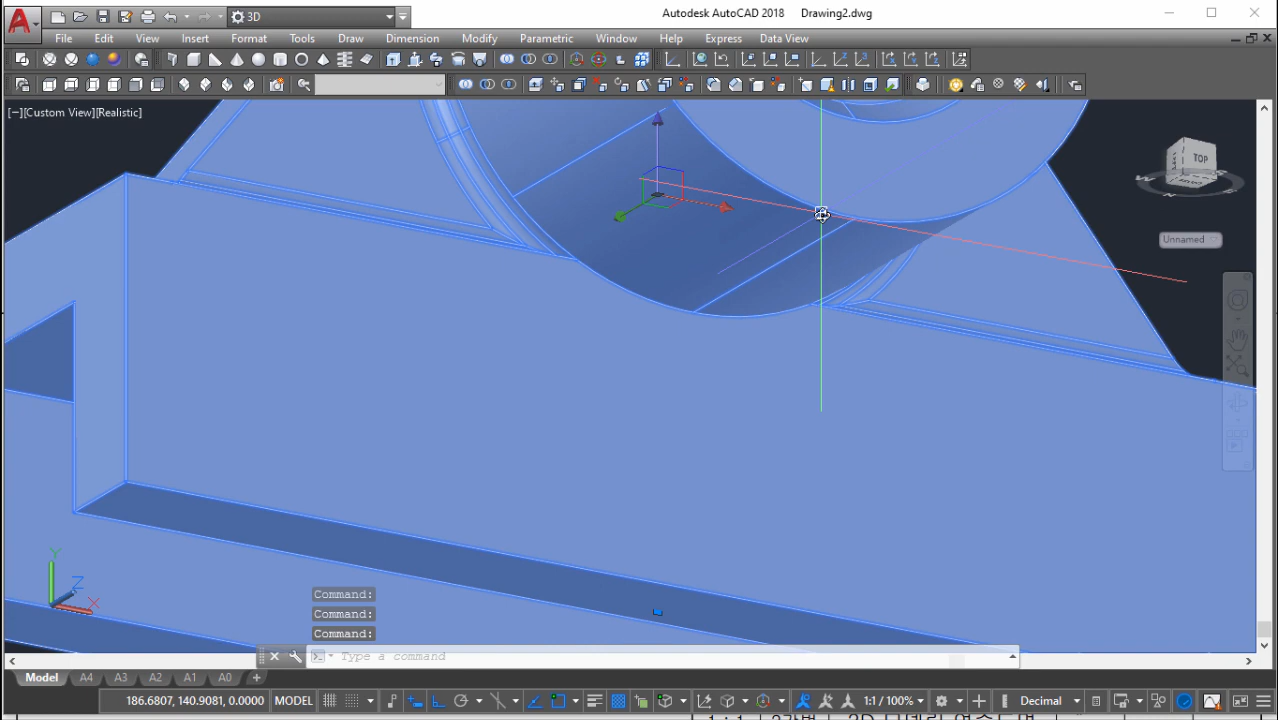 Autodesk AutoCAD 2018 Drawing2.dwg
3D
File Edit View Insert Format Tools Draw Dimension Modify Parametric Window Help Express Data View
[−][Custom View][Realistic]
TOP
W
S
Unnamed
Y
Z
X
Command:
Command:
Command:
Type a command
Model A4 A3 A2 A1 A0 +
186.6807, 140.9081, 0.0000 MODEL 1:1 / 100% Decimal